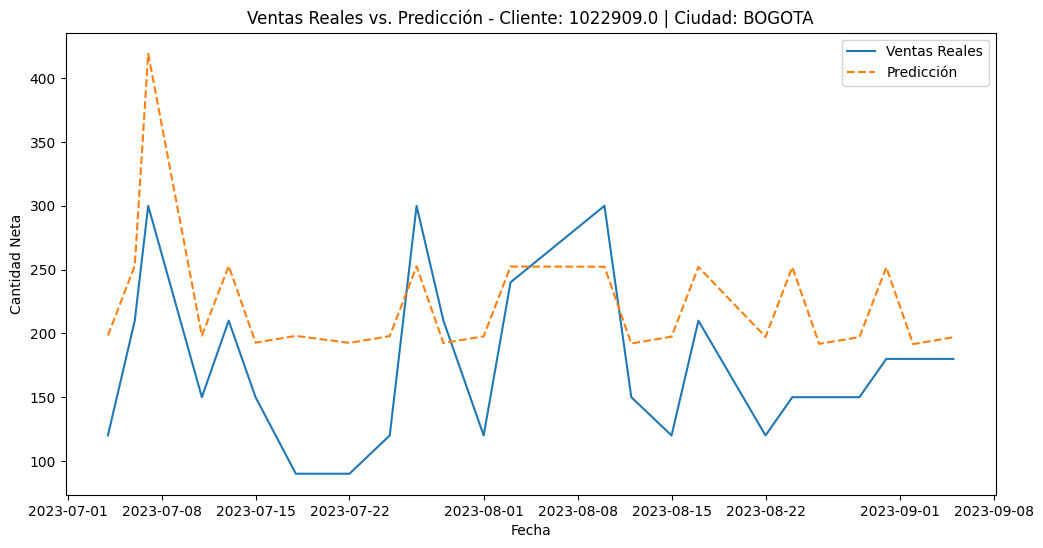 Ventas Reales vs. Predicción - Cliente: 1022909.0 | Ciudad: BOGOTA
Ventas Reales
Predicción
Cantidad Neta
400
350
300
250
200
150
100
2023-07-01 2023-07-08 2023-07-15 2023-07-22 2023-08-01 2023-08-08 2023-08-15 2023-08-22 2023-09-01 2023-09-08
Fecha